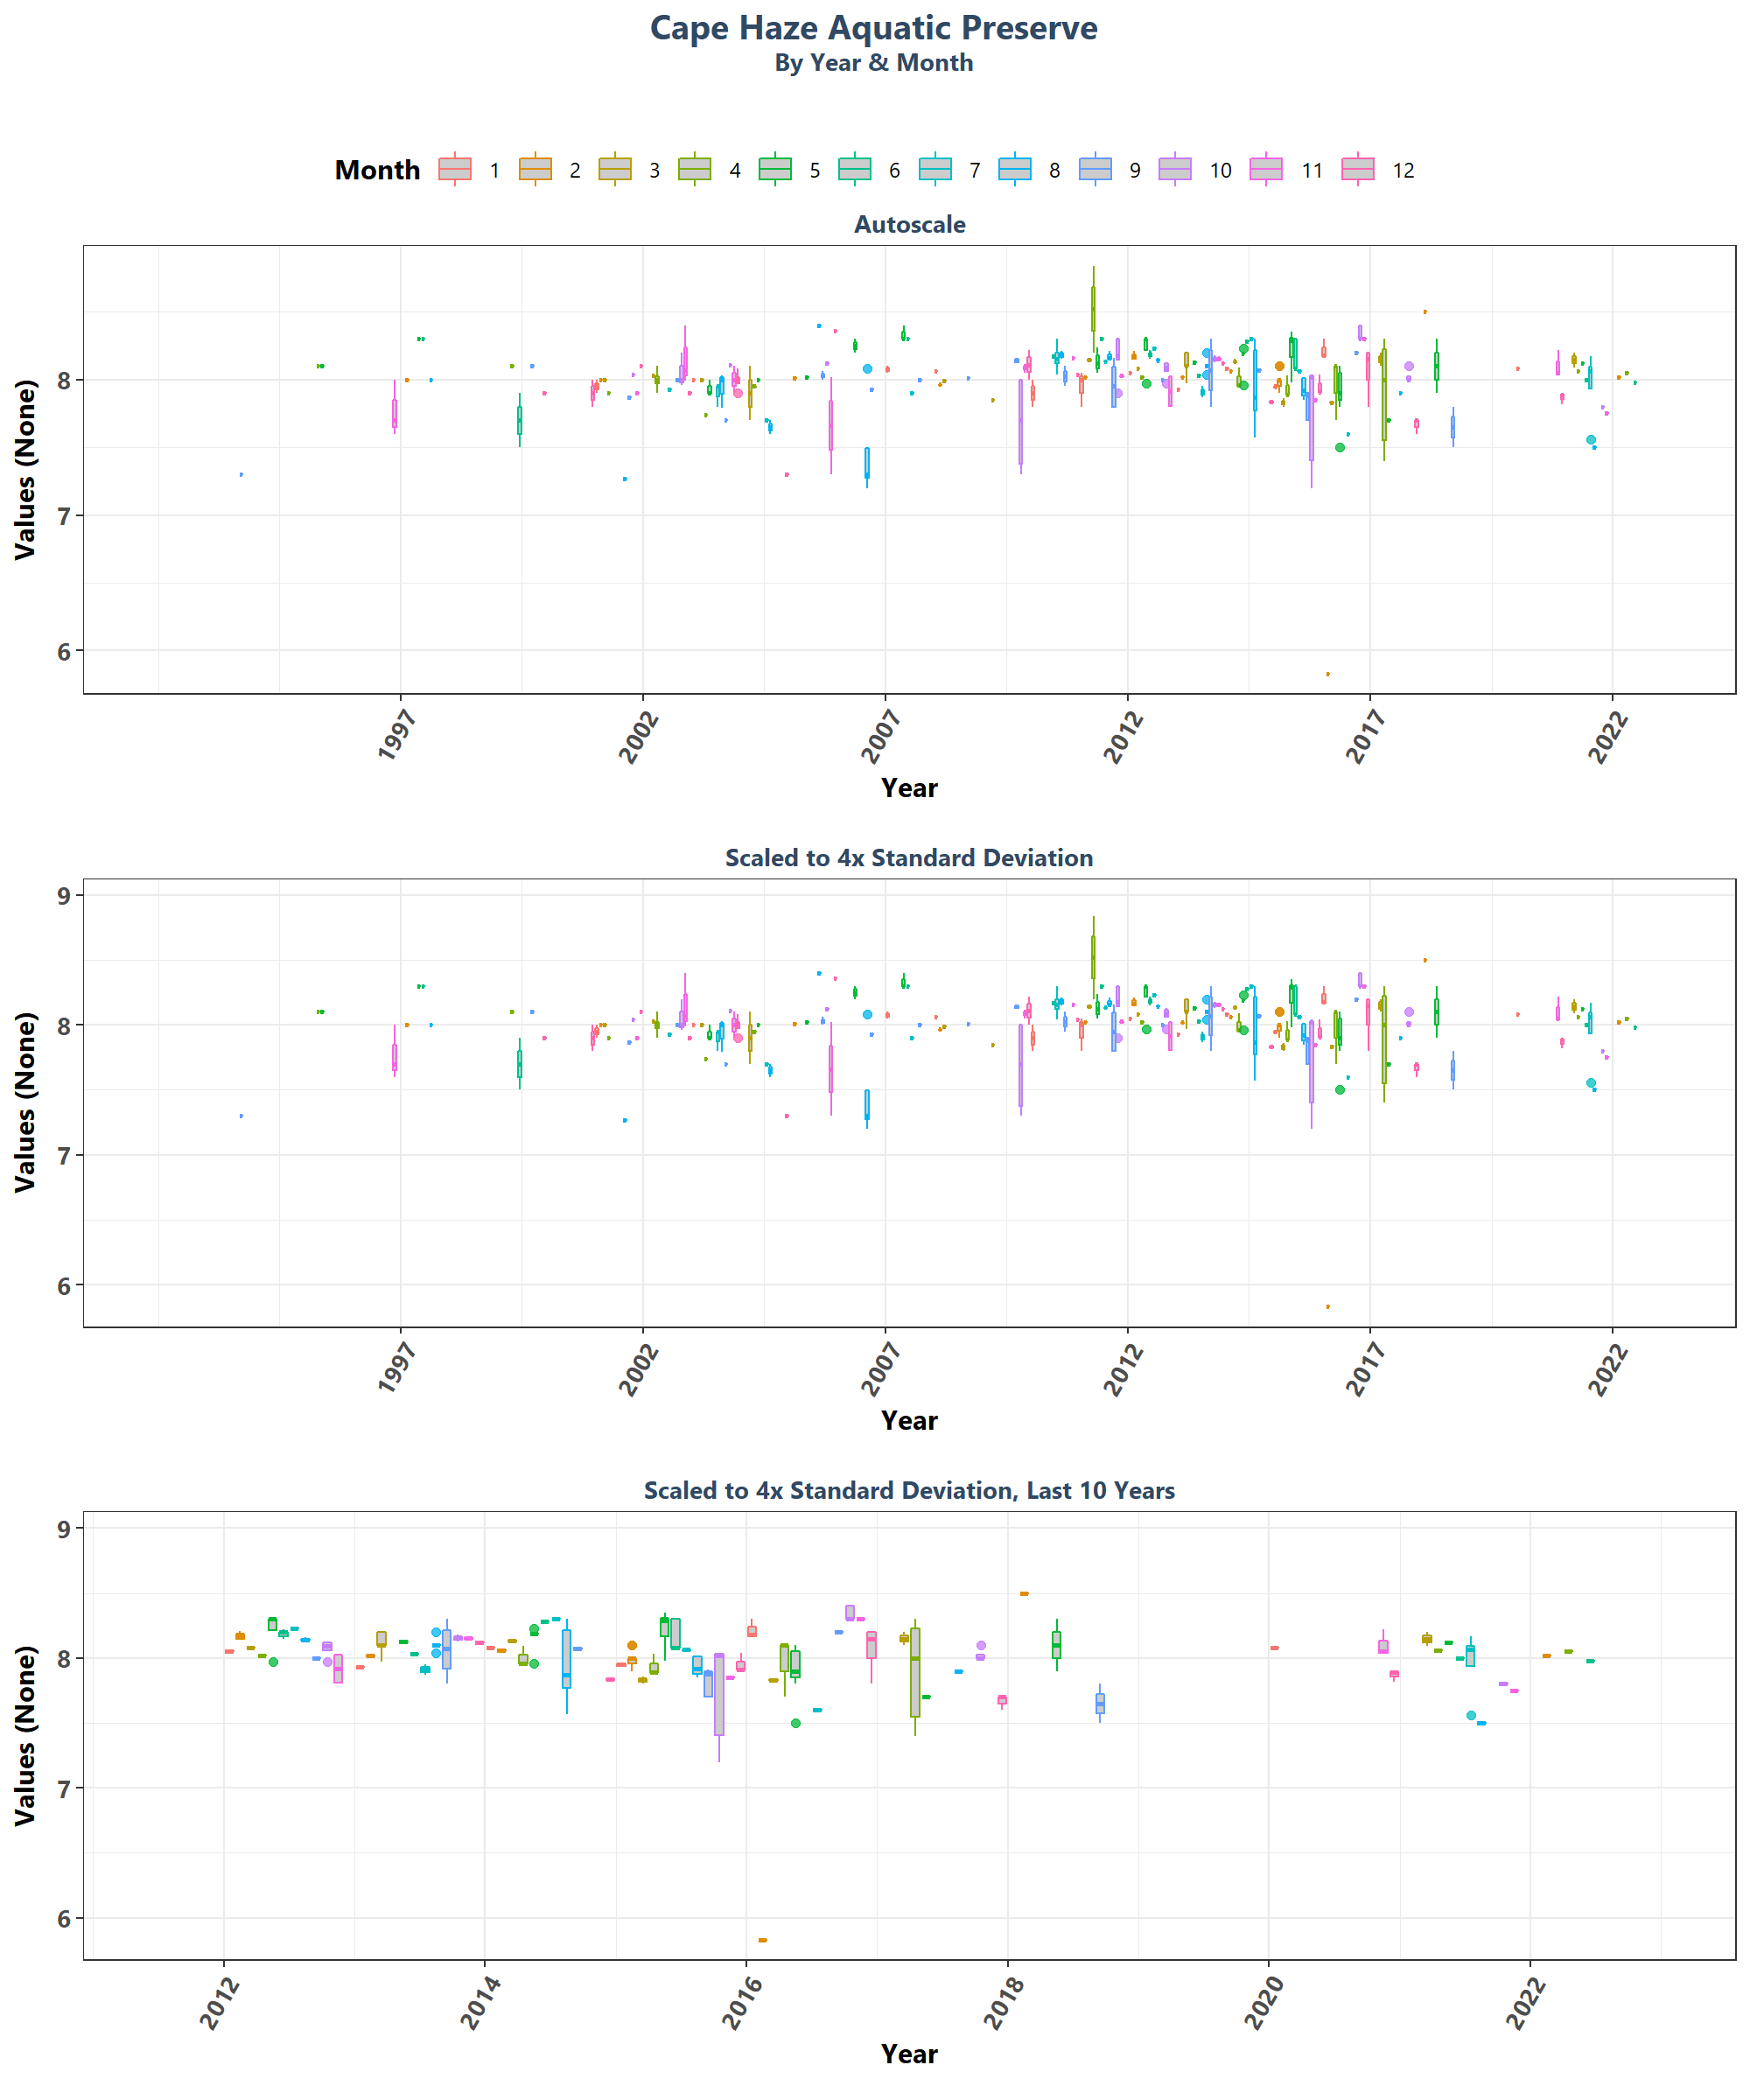 Cape Haze Aquatic Preserve
By Year & Month
Month 1 2 3 4 5 6 7 8 9 10 11 12
Autoscale
Values (None)
8
7
6
1997 2002 2007 2012 2017 2022
Year
Scaled to 4x Standard Deviation
Values (None)
9
8
7
6
1997 2002 2007 2012 2017 2022
Year
Scaled to 4x Standard Deviation, Last 10 Years
Values (None)
9
8
7
6
2012 2014 2016 2018 2020 2022
Year